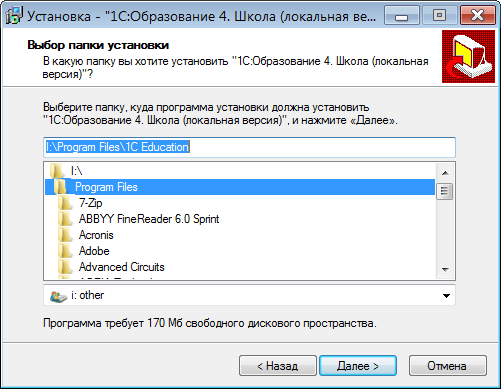 Установка - "1С:Образование 4. Школа (локальная ве...
Выбор папки установки
В какую папку вы хотите установить "1С:Образование 4. Школа (локальная
версия)"?
Выберите папку, куда программа установки должна установить
"1С:Образование 4. Школа (локальная версия)", и нажмите «Далее».
I:\Program Files\1C Education
I:\
Program Files
7-Zip
ABBYY FineReader 6.0 Sprint
Acronis
Adobe
Advanced Circuits
i: other
Программа требует 170 Мб свободного дискового пространства.
< Назад
Далее >
Отмена